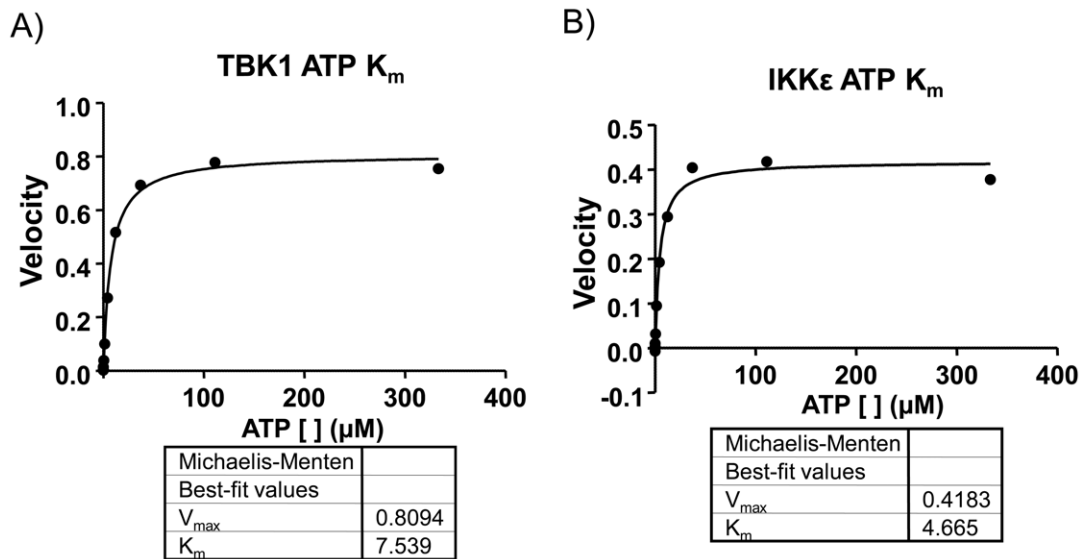 A)
TBK1 ATP Km
1.0
0.8
0.6
0.4
0.2
0.0
Velocity
100
200
300
400
ATP [ ] (µM)
Michaelis-Menten
Best-fit values
Vmax 0.8094
Km 7.539
B)
IKKε ATP Km
0.5
0.4
0.3
0.2
0.1
0.0
-0.1
Velocity
100
200
300
400
ATP [ ] (µM)
Michaelis-Menten
Best-fit values
Vmax 0.4183
Km 4.665